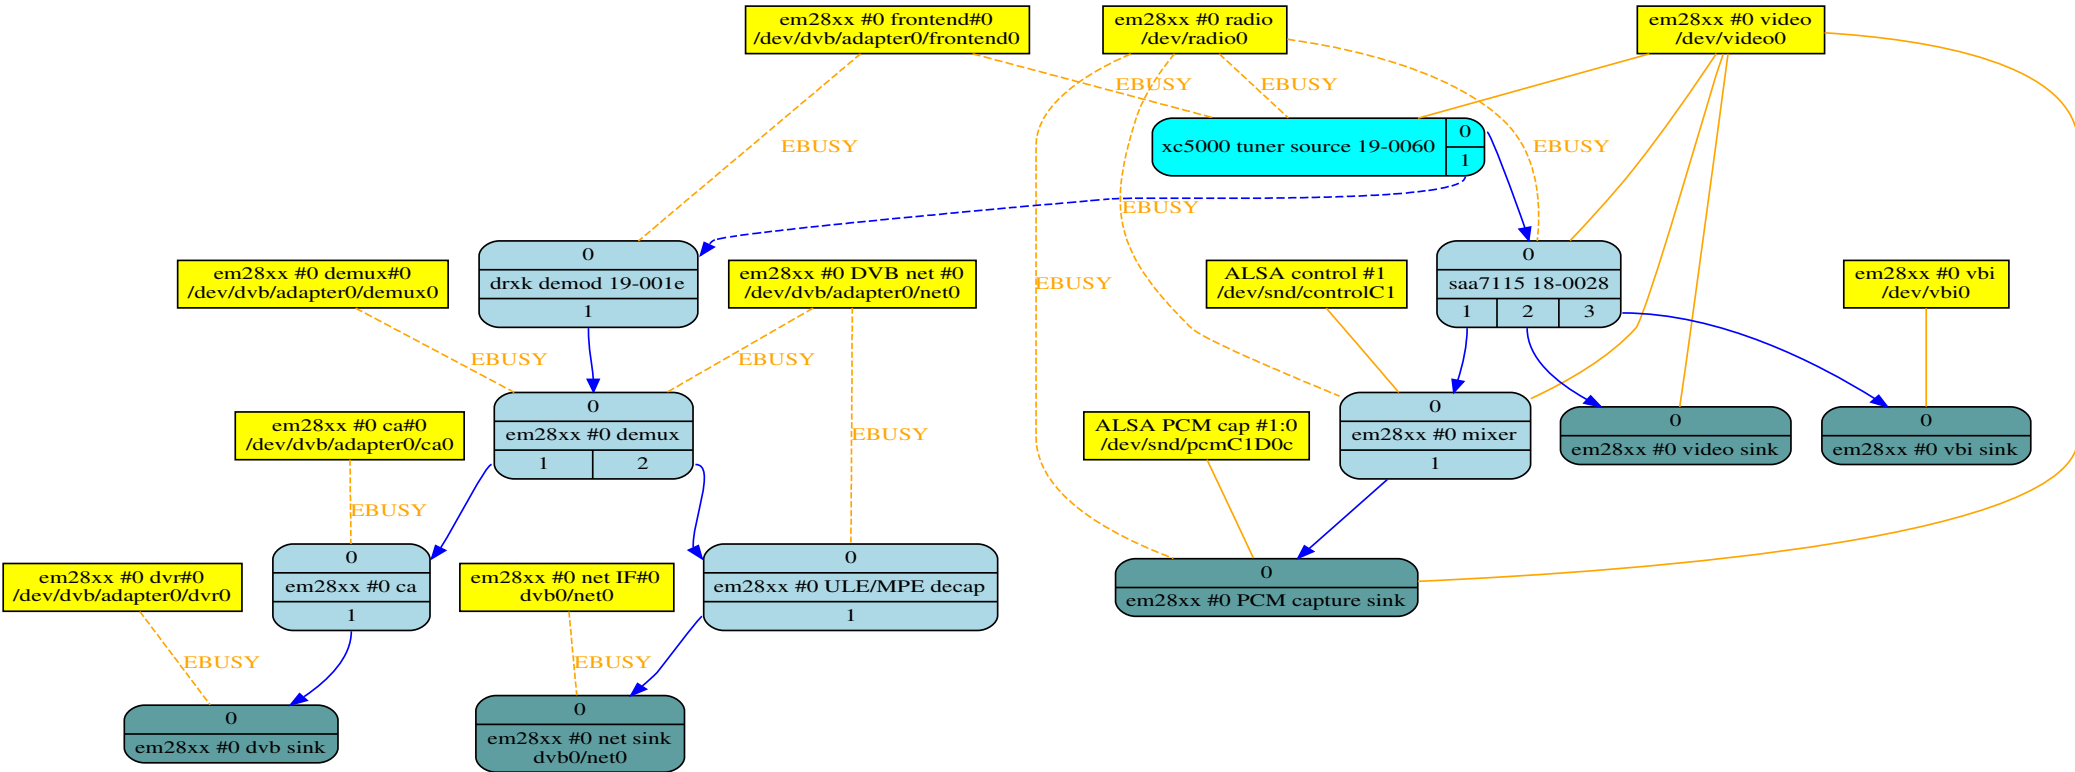 em28xx #0 frontend#0
/dev/dvb/adapter0/frontend0
em28xx #0 radio
/dev/radio0
em28xx #0 video
/dev/video0
EBUSY
EBUSY
EBUSY
EBUSY
xc5000 tuner source 19-0060
0
1
EBUSY
EBUSY
em28xx #0 demux#0
/dev/dvb/adapter0/demux0
0
drxk demod 19-001e
1
em28xx #0 DVB net #0
/dev/dvb/adapter0/net0
ALSA control #1
/dev/snd/controlC1
0
saa7115 18-0028
1
2
3
em28xx #0 vbi
/dev/vbi0
EBUSY
EBUSY
EBUSY
em28xx #0 ca#0
/dev/dvb/adapter0/ca0
0
em28xx #0 demux
1
2
ALSA PCM cap #1:0
/dev/snd/pcmC1D0c
0
em28xx #0 mixer
1
0
em28xx #0 video sink
0
em28xx #0 vbi sink
EBUSY
em28xx #0 dvr#0
/dev/dvb/adapter0/dvr0
0
em28xx #0 ca
1
em28xx #0 net IF#0
dvb0/net0
0
em28xx #0 ULE/MPE decap
1
0
em28xx #0 PCM capture sink
EBUSY
EBUSY
0
em28xx #0 dvb sink
0
em28xx #0 net sink
dvb0/net0